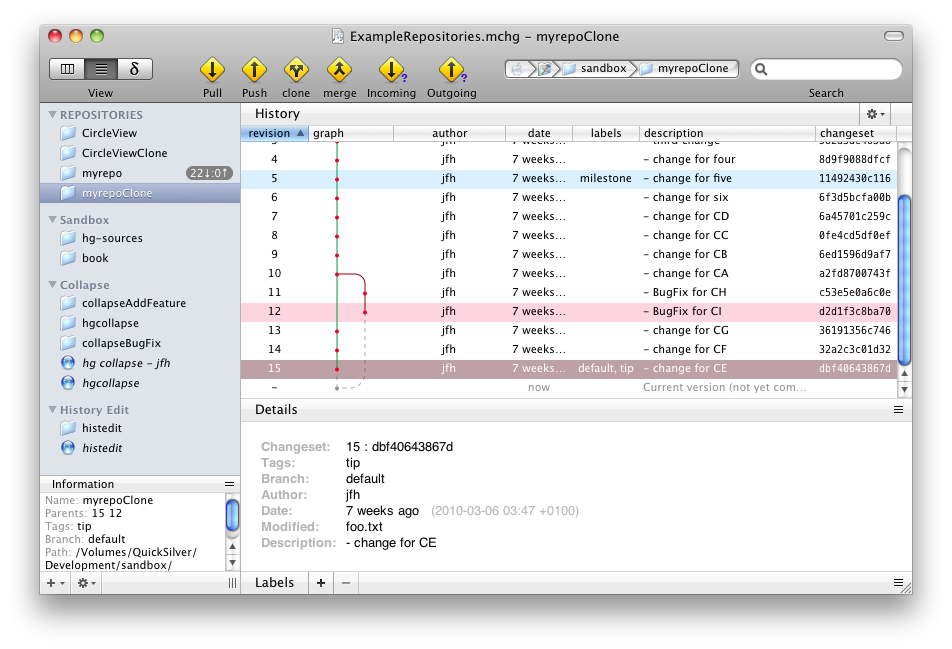 ExampleRepositories.mchg – myrepoClone
δ
View
Pull
Push
clone
merge
Incoming
Outgoing
sandbox
myrepoClone
Search
REPOSITORIES
CircleView
CircleViewClone
myrepo 22↓:0↑
myrepoClone
Sandbox
hg-sources
book
Collapse
collapseAddFeature
hgcollapse
collapseBugFix
hg collapse - jfh
hgcollapse
History Edit
histedit
histedit
Information
Name: myrepoClone
Parents: 15 12
Tags: tip
Branch: default
Path: /Volumes/QuickSilver/
Development/sandbox/
History
revision graph author date labels description changeset
4 jfh 7 weeks... - change for four 8d9f9088dfcf
5 jfh 7 weeks... milestone - change for five 11492430c116
6 jfh 7 weeks... - change for six 6f3d5bcfa00b
7 jfh 7 weeks... - change for CD 6a45701c259c
8 jfh 7 weeks... - change for CC 0fe4cd5df0ef
9 jfh 7 weeks... - change for CB 6ed1596d9af7
10 jfh 7 weeks... - change for CA a2fd8700743f
11 jfh 7 weeks... - BugFix for CH c53e5e0a6c0e
12 jfh 7 weeks... - BugFix for CI d2d1f3c8ba70
13 jfh 7 weeks... - change for CG 36191356c746
14 jfh 7 weeks... - change for CF 32a2c3c01d32
15 jfh 7 weeks... default, tip - change for CE dbf40643867d
- now Current version (not yet com...
Details
Changeset: 15 : dbf40643867d
Tags: tip
Branch: default
Author: jfh
Date: 7 weeks ago (2010-03-06 03:47 +0100)
Modified: foo.txt
Description: - change for CE
Labels + −